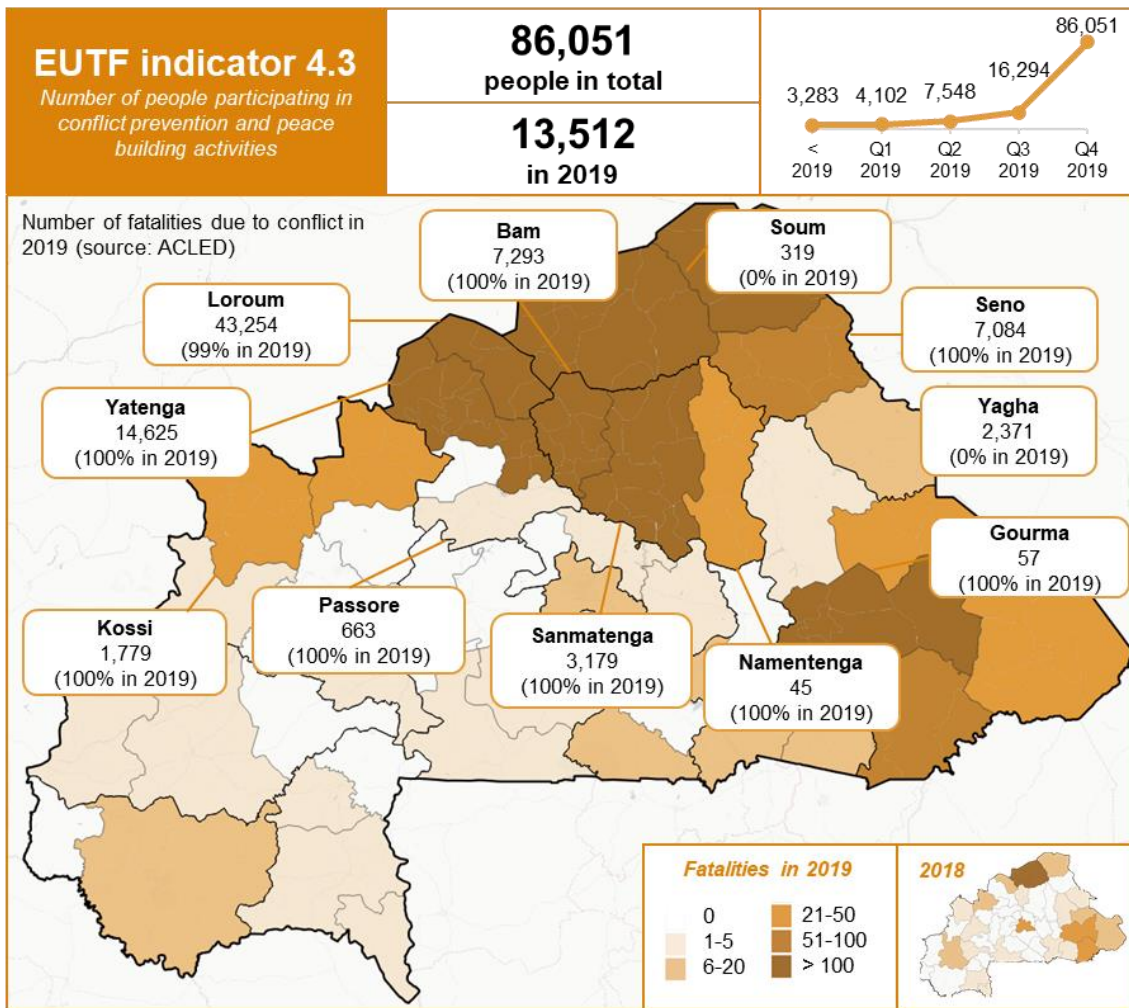 EUTF indicator 4.3
Number of people participating in
conflict prevention and peace
building activities
86,051
people in total
13,512
in 2019
3,283
4,102
7,548
16,294
86,051
<
2019
Q1
2019
Q2
2019
Q3
2019
Q4
2019
Number of fatalities due to conflict in
2019 (source: ACLED)
Bam
7,293
(100% in 2019)
Soum
319
(0% in 2019)
Loroum
43,254
(99% in 2019)
Seno
7,084
(100% in 2019)
Yatenga
14,625
(100% in 2019)
Yagha
2,371
(0% in 2019)
Gourma
57
(100% in 2019)
Kossi
1,779
(100% in 2019)
Passore
663
(100% in 2019)
Sanmatenga
3,179
(100% in 2019)
Namentenga
45
(100% in 2019)
Fatalities in 2019
0
1-5
6-20
21-50
51-100
> 100
2018